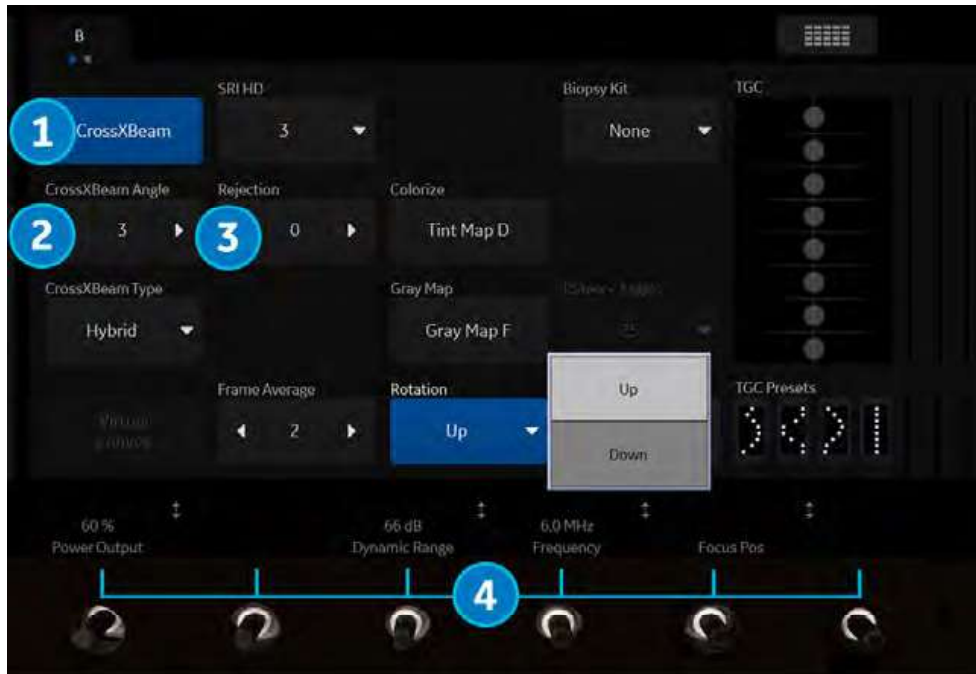 B
SRI HD
Biopsy Kit
TGC
1
CrossXBeam
3
None
CrossXBeam Angle
Rejection
Colorize
2
3
3
0
Tint Map D
CrossXBeam Type
Gray Map
Hybrid
Gray Map F
Frame Average
Rotation
Up
TGC Presets
Virtual
2
Up
Down
60 %
66 dB
6.0 MHz
Power Output
Dynamic Range
Frequency
Focus Pos
4